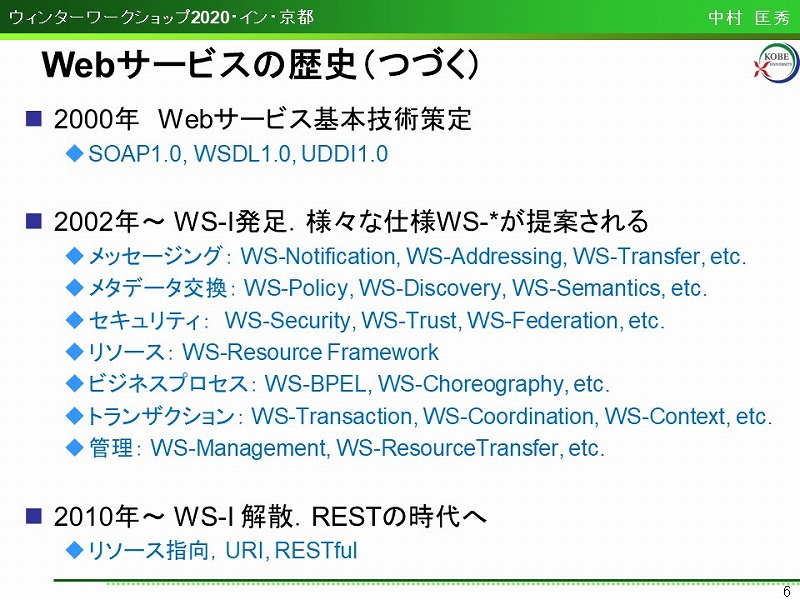 ウィンターワークショップ2020・イン・京都
中村 匡秀
Webサービスの歴史（つづく）
KOBE
UNIVERSITY
■ 2000年　Webサービス基本技術策定
◆SOAP1.0, WSDL1.0, UDDI1.0
■ 2002年～ WS-I発足．様々な仕様WS-*が提案される
◆メッセージング： WS-Notification, WS-Addressing, WS-Transfer, etc.
◆メタデータ交換： WS-Policy, WS-Discovery, WS-Semantics, etc.
◆セキュリティ：　WS-Security, WS-Trust, WS-Federation, etc.
◆リソース： WS-Resource Framework
◆ビジネスプロセス： WS-BPEL, WS-Choreography, etc.
◆トランザクション： WS-Transaction, WS-Coordination, WS-Context, etc.
◆管理： WS-Management, WS-ResourceTransfer, etc.
■ 2010年～ WS-I 解散．RESTの時代へ
◆リソース指向，URI, RESTful
6